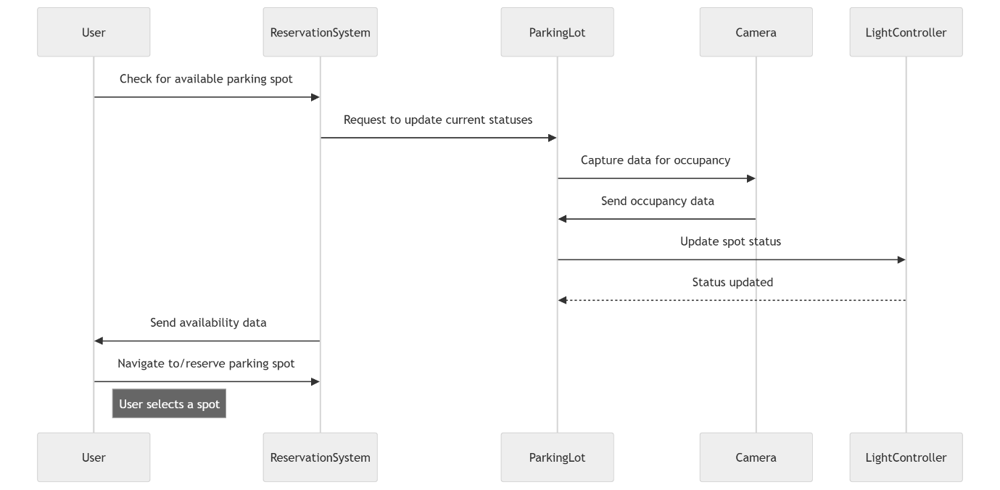 User
ReservationSystem
ParkingLot
Camera
LightController
Check for available parking spot
Request to update current statuses
Capture data for occupancy
Send occupancy data
Update spot status
Status updated
Send availability data
Navigate to/reserve parking spot
User selects a spot
User
ReservationSystem
ParkingLot
Camera
LightController